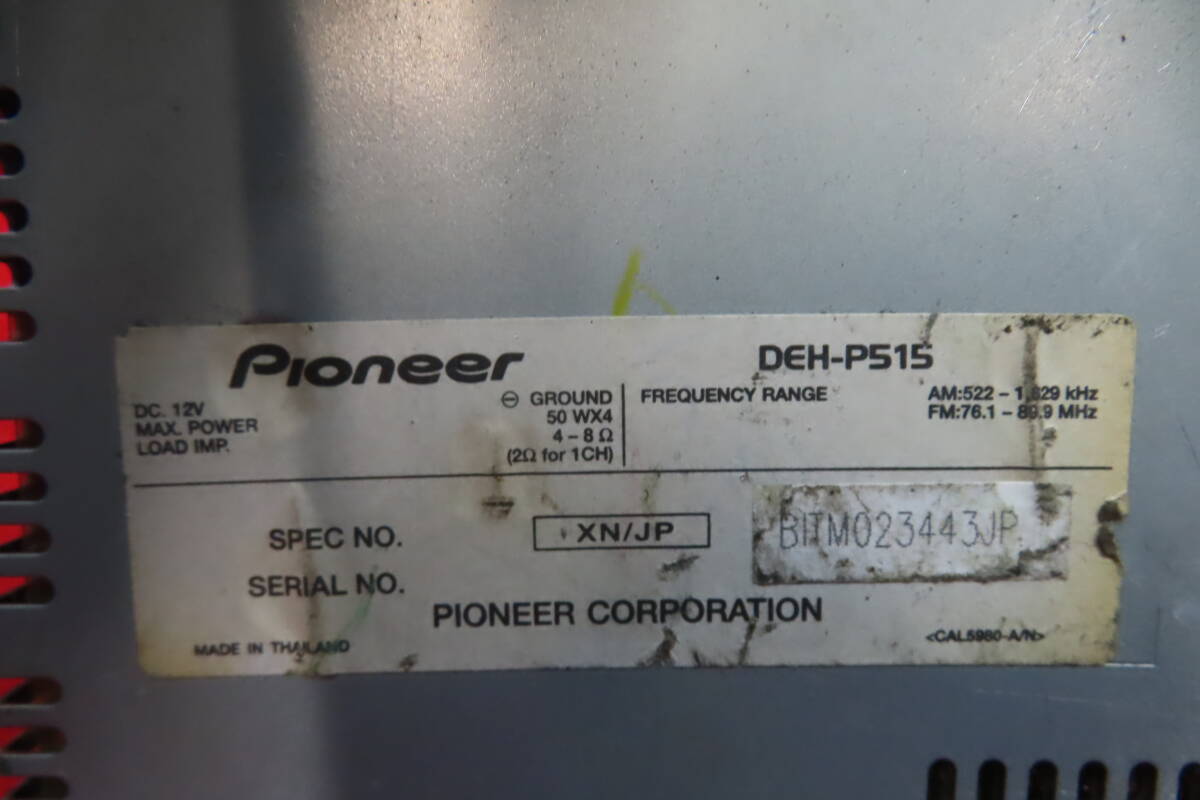 Pioneer DEH-P515
DC. 12V ⊖ GROUND
MAX. POWER 50 WX4
LOAD IMP. 4 – 8 Ω
(2Ω for 1CH)
FREQUENCY RANGE AM:522 – 1,629 kHz
FM:76.1 – 89.9 MHz
SPEC NO. XN/JP
BITM023443JP
SERIAL NO.
PIONEER CORPORATION
MADE IN THAILAND <CAL5980-A/N>